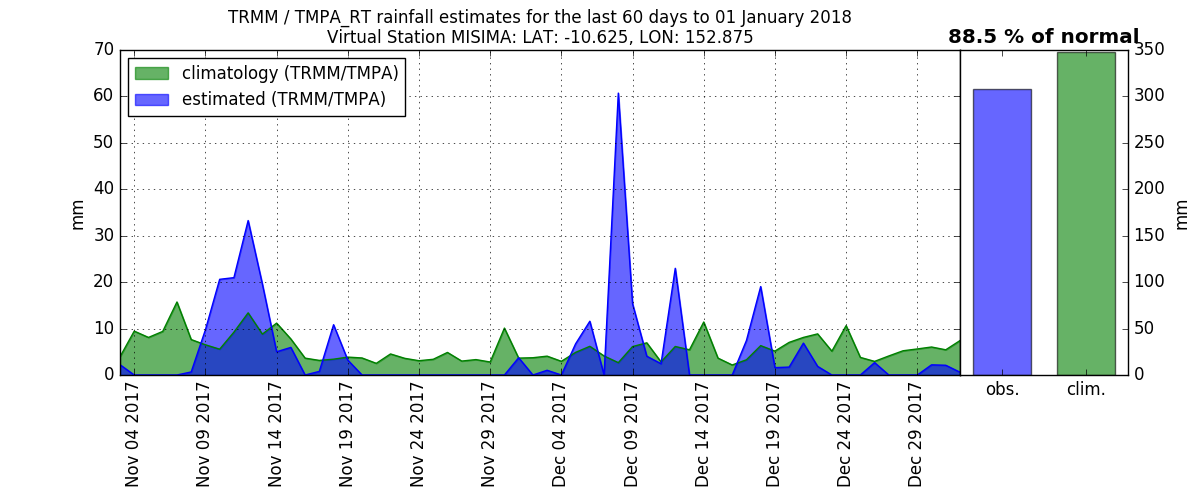 TRMM / TMPA_RT rainfall estimates for the last 60 days to 01 January 2018
Virtual Station MISIMA: LAT: -10.625, LON: 152.875
88.5 % of normal
climatology (TRMM/TMPA)
estimated (TRMM/TMPA)
70
60
50
40
30
20
10
0
mm
350
300
250
200
150
100
50
0
mm
Nov 04 2017
Nov 09 2017
Nov 14 2017
Nov 19 2017
Nov 24 2017
Nov 29 2017
Dec 04 2017
Dec 09 2017
Dec 14 2017
Dec 19 2017
Dec 24 2017
Dec 29 2017
obs.
clim.